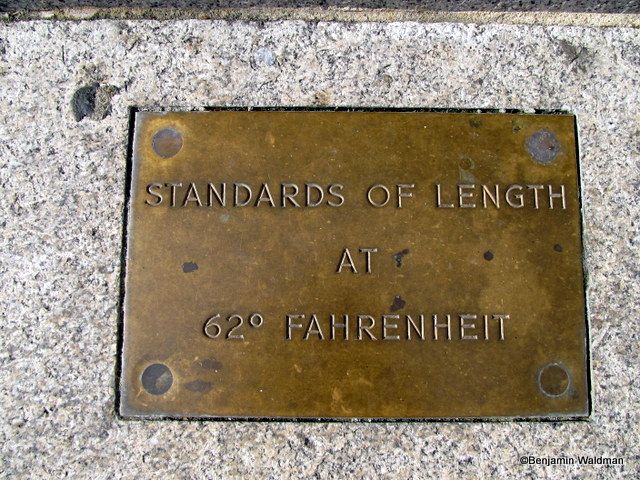 STANDARDS OF LENGTH
AT
62° FAHRENHEIT
©Benjamin Waldman